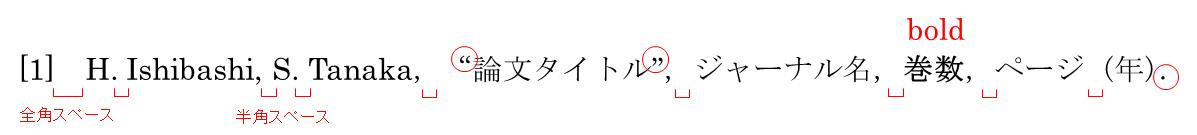 bold
[1] H. Ishibashi, S. Tanaka, “論文タイトル”, ジャーナル名, 巻数, ページ (年).
全角スペース 半角スペース